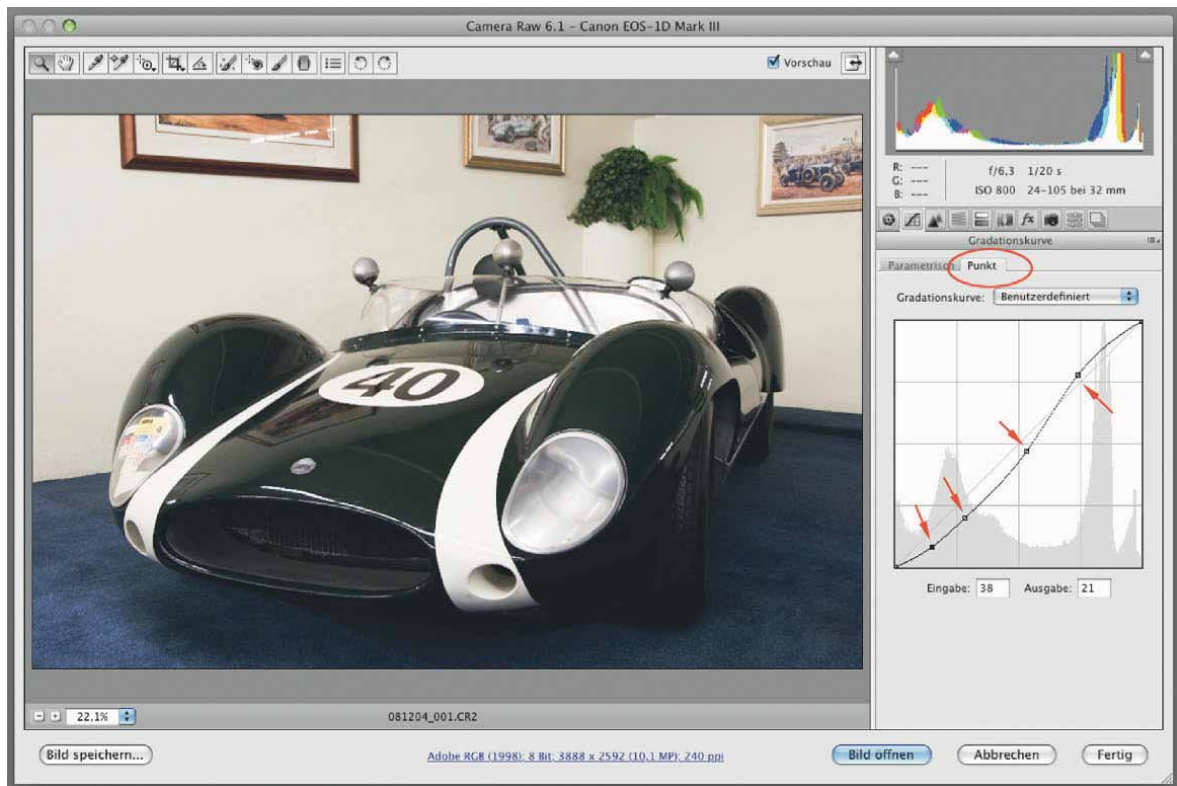 Camera Raw 6.1 – Canon EOS-1D Mark III
Vorschau
R: ---
G: ---
B: ---
f/6,3 1/20 s
ISO 800 24-105 bei 32 mm
fx
Gradationskurve
Parametrisch Punkt
Gradationskurve: Benutzerdefiniert
40
Eingabe: 38 Ausgabe: 21
22,1% 081204_001.CR2
Bild speichern... Adobe RGB (1998); 8 Bit; 3888 x 2592 (10,1 MP); 240 ppi Bild öffnen Abbrechen Fertig